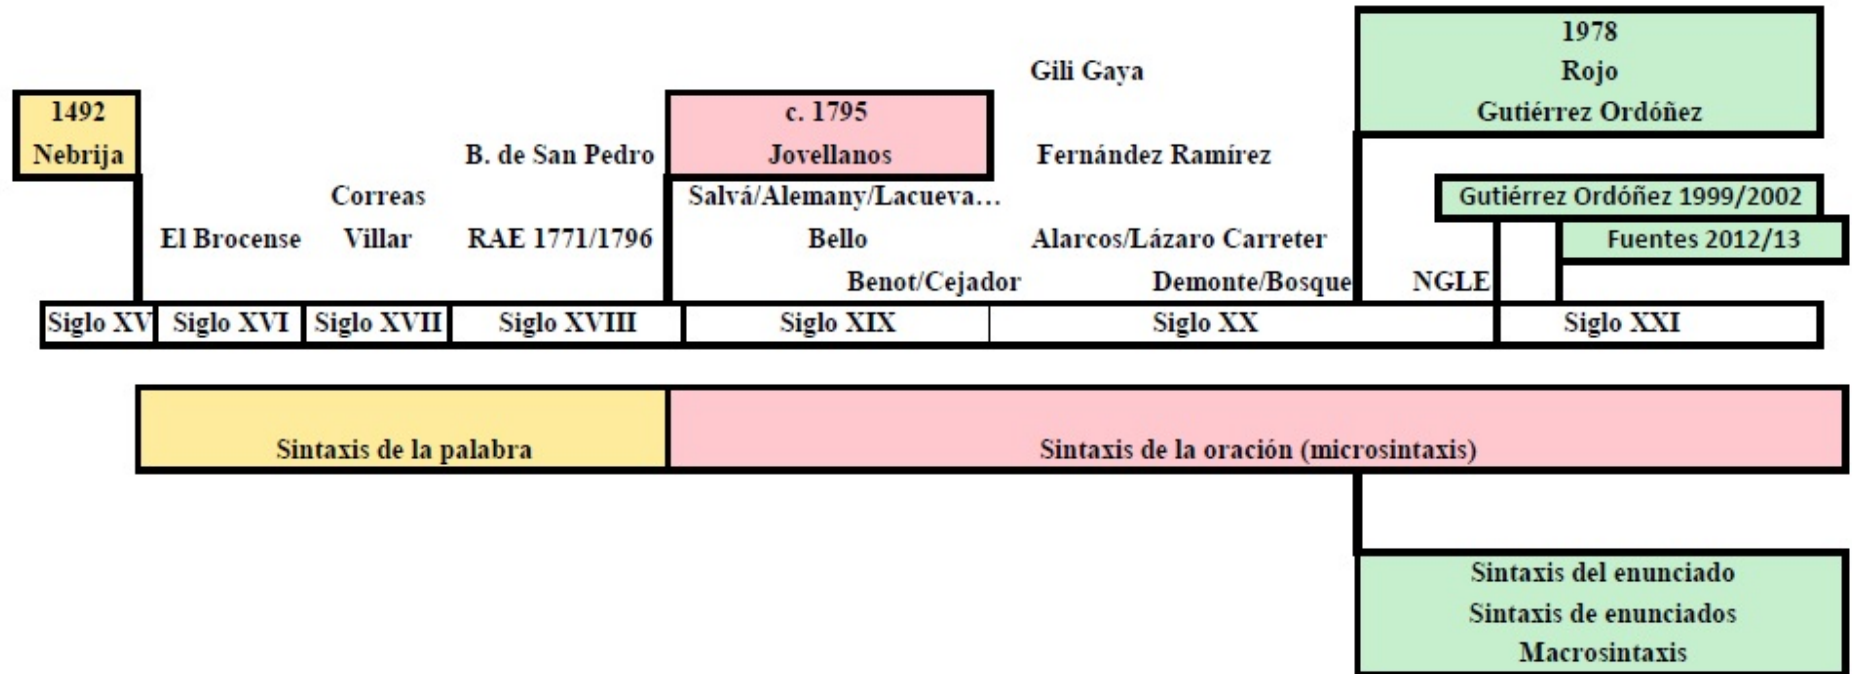 1978
Gili Gaya
Rojo
1492
c. 1795
Gutiérrez Ordóñez
Nebrija
B. de San Pedro
Jovellanos
Fernández Ramírez
Correas
Salvá/Alemany/Lacueva...
Gutiérrez Ordóñez 1999/2002
El Brocense
Villar
RAE 1771/1796
Bello
Alarcos/Lázaro Carreter
Fuentes 2012/13
Benot/Cejador
Demonte/Bosque
NGLE
Siglo XV
Siglo XVI
Siglo XVII
Siglo XVIII
Siglo XIX
Siglo XX
Siglo XXI
Sintaxis de la palabra
Sintaxis de la oración (microsintaxis)
Sintaxis del enunciado
Sintaxis de enunciados
Macrosintaxis